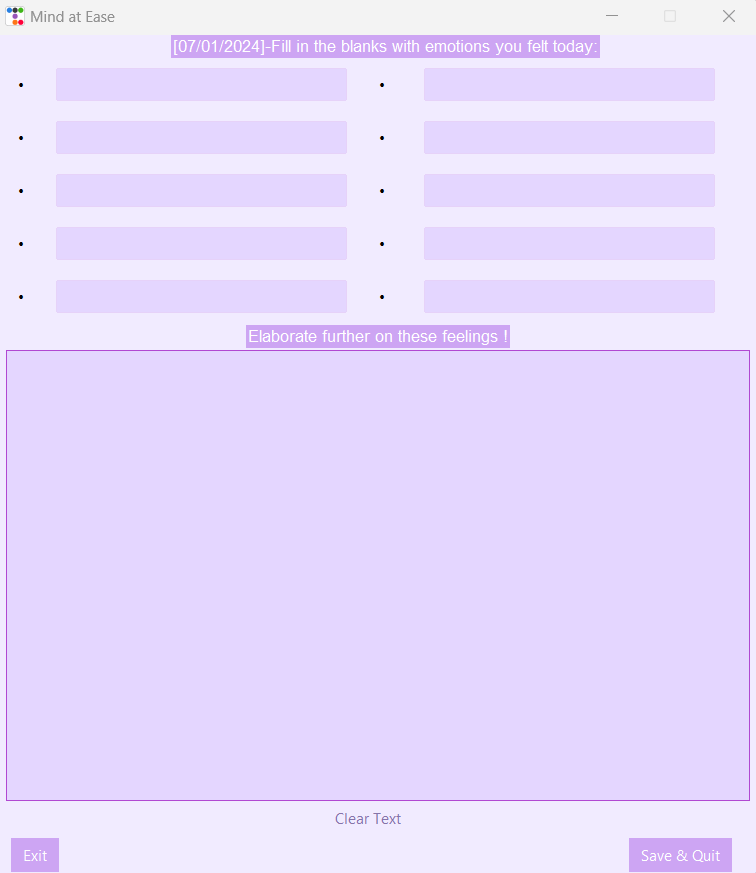 Mind at Ease
[07/01/2024]-Fill in the blanks with emotions you felt today:
•
•
•
•
•
•
•
•
•
•
Elaborate further on these feelings !
Clear Text
Exit
Save & Quit